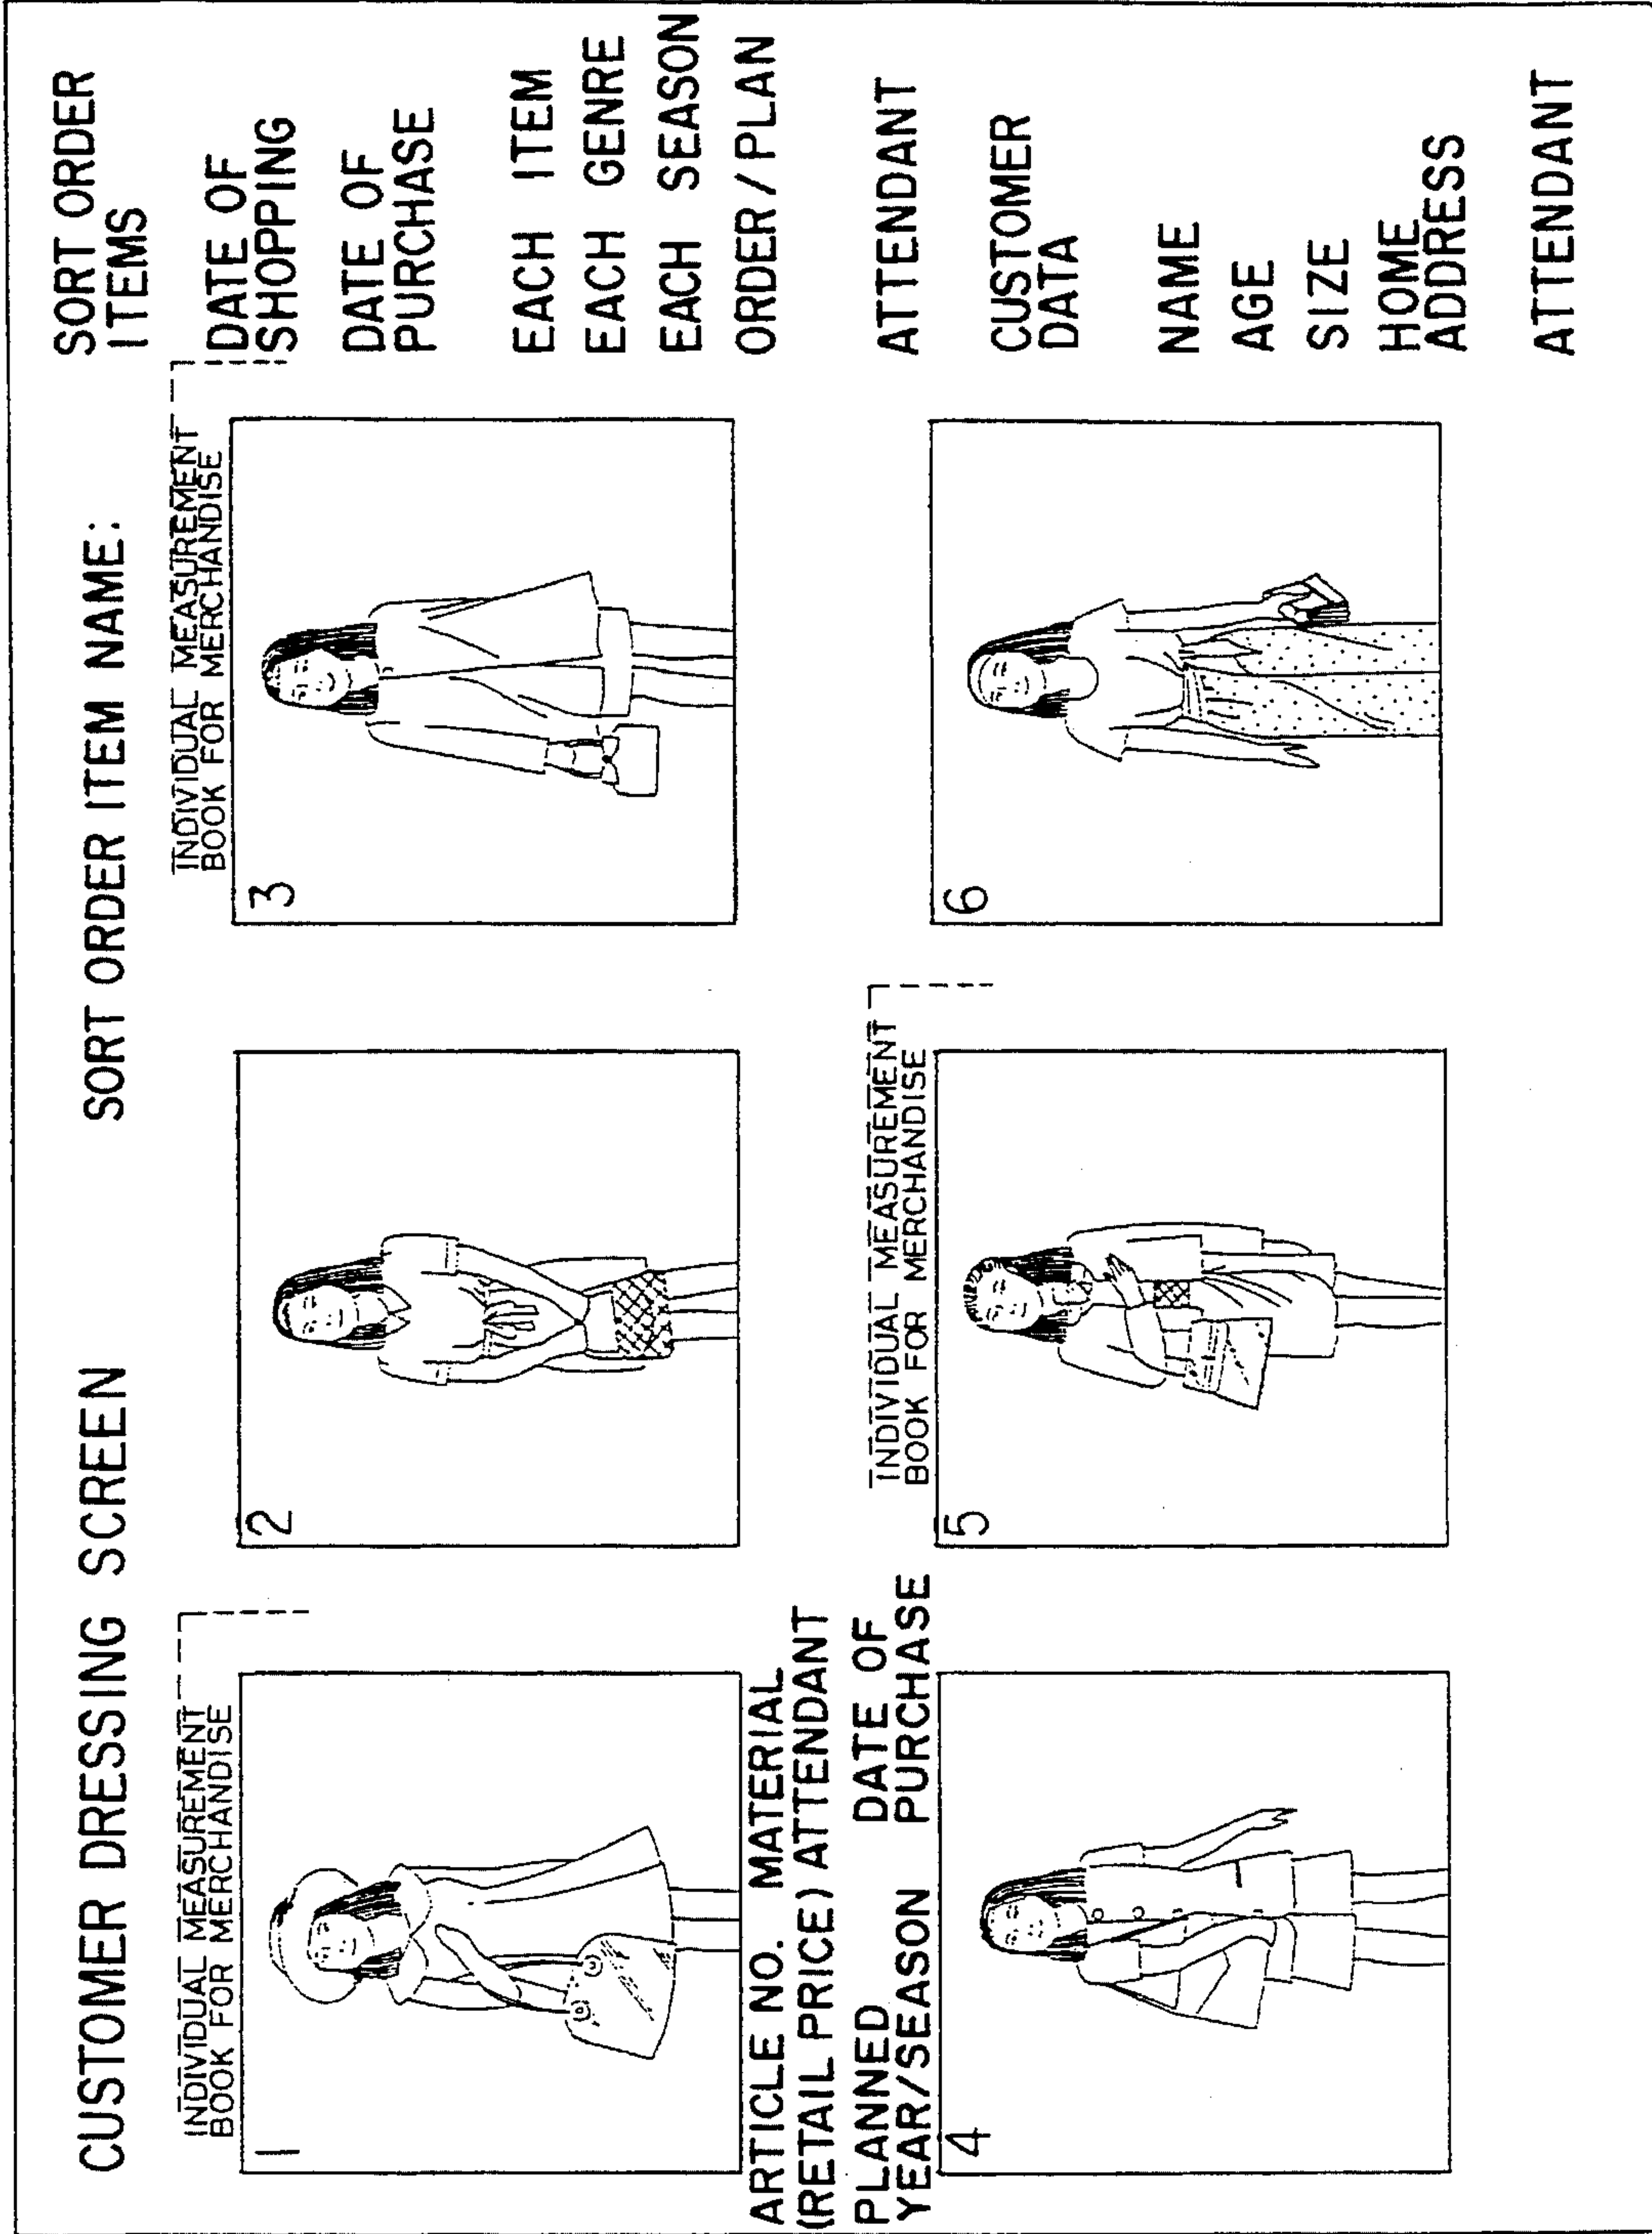 CUSTOMER DRESSING SCREEN
SORT ORDER ITEM NAME:
INDIVIDUAL MEASUREMENT
BOOK FOR MERCHANDISE
1
2
INDIVIDUAL MEASUREMENT
BOOK FOR MERCHANDISE
3
ARTICLE NO. MATERIAL
(RETAIL PRICE) ATTENDANT
PLANNED DATE OF
YEAR/SEASON PURCHASE
4
INDIVIDUAL MEASUREMENT
BOOK FOR MERCHANDISE
5
6
SORT ORDER
ITEMS
DATE OF
SHOPPING
DATE OF
PURCHASE
EACH ITEM
EACH GENRE
EACH SEASON
ORDER/PLAN
ATTENDANT
CUSTOMER
DATA
NAME
AGE
SIZE
HOME
ADDRESS
ATTENDANT